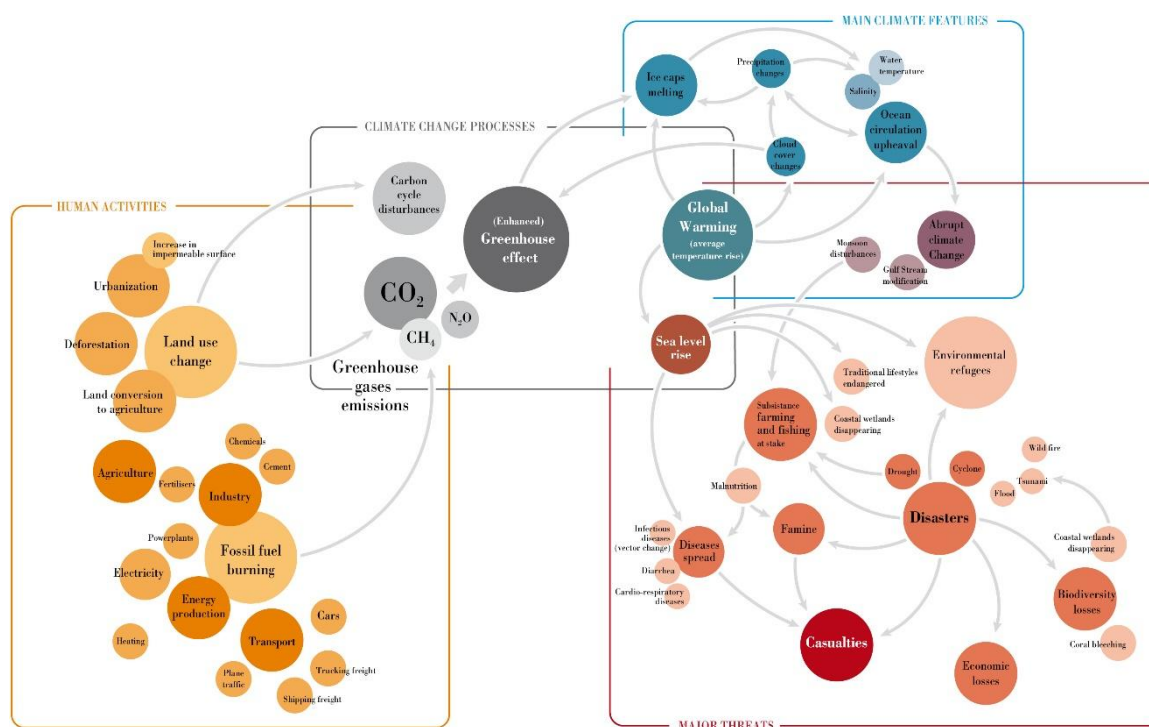 MAIN CLIMATE FEATURES
Ice caps
melting
Precipitation
changes
Water
temperature
Salinity
Ocean
circulation
upheaval
Cloud
cover
changes
CLIMATE CHANGE PROCESSES
Carbon
cycle
disturbances
(Enhanced)
Greenhouse
effect
Global
Warming
(average
temperature rise)
Abrupt
climate
Change
Monsoon
disturbances
Gulf Stream
modification
CO2
CH4
N2O
Greenhouse
gases
emissions
HUMAN ACTIVITIES
Increase in
impermeable surface
Urbanization
Deforestation
Land use
change
Land conversion
to agriculture
Chemicals
Cement
Agriculture
Fertilisers
Industry
Powerplants
Fossil fuel
burning
Electricity
Energy
production
Cars
Heating
Transport
Plane
traffic
Trucking freight
Shipping freight
Sea level
rise
Environmental
refugees
Traditional lifestyles
endangered
Subsistance
farming
and fishing
at stake
Coastal wetlands
disappearing
Malnutrition
Drought
Cyclone
Wild fire
Tsunami
Flood
Disasters
Infectious
diseases
(vector change)
Diseases
spread
Famine
Diarrhea
Cardio-respiratory
diseases
Coastal wetlands
disappearing
Biodiversity
losses
Coral bleeching
Casualties
Economic
losses
MAJOR THREATS